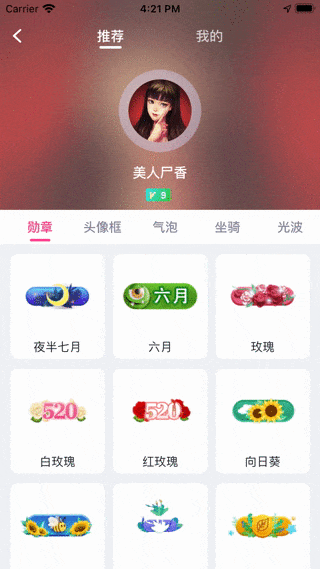 Carrier 4:21 PM
推荐 我的
美人尸香
V 9
勋章 头像框 气泡 坐骑 光波
六月
夜半七月 六月 玫瑰
520 520
白玫瑰 红玫瑰 向日葵